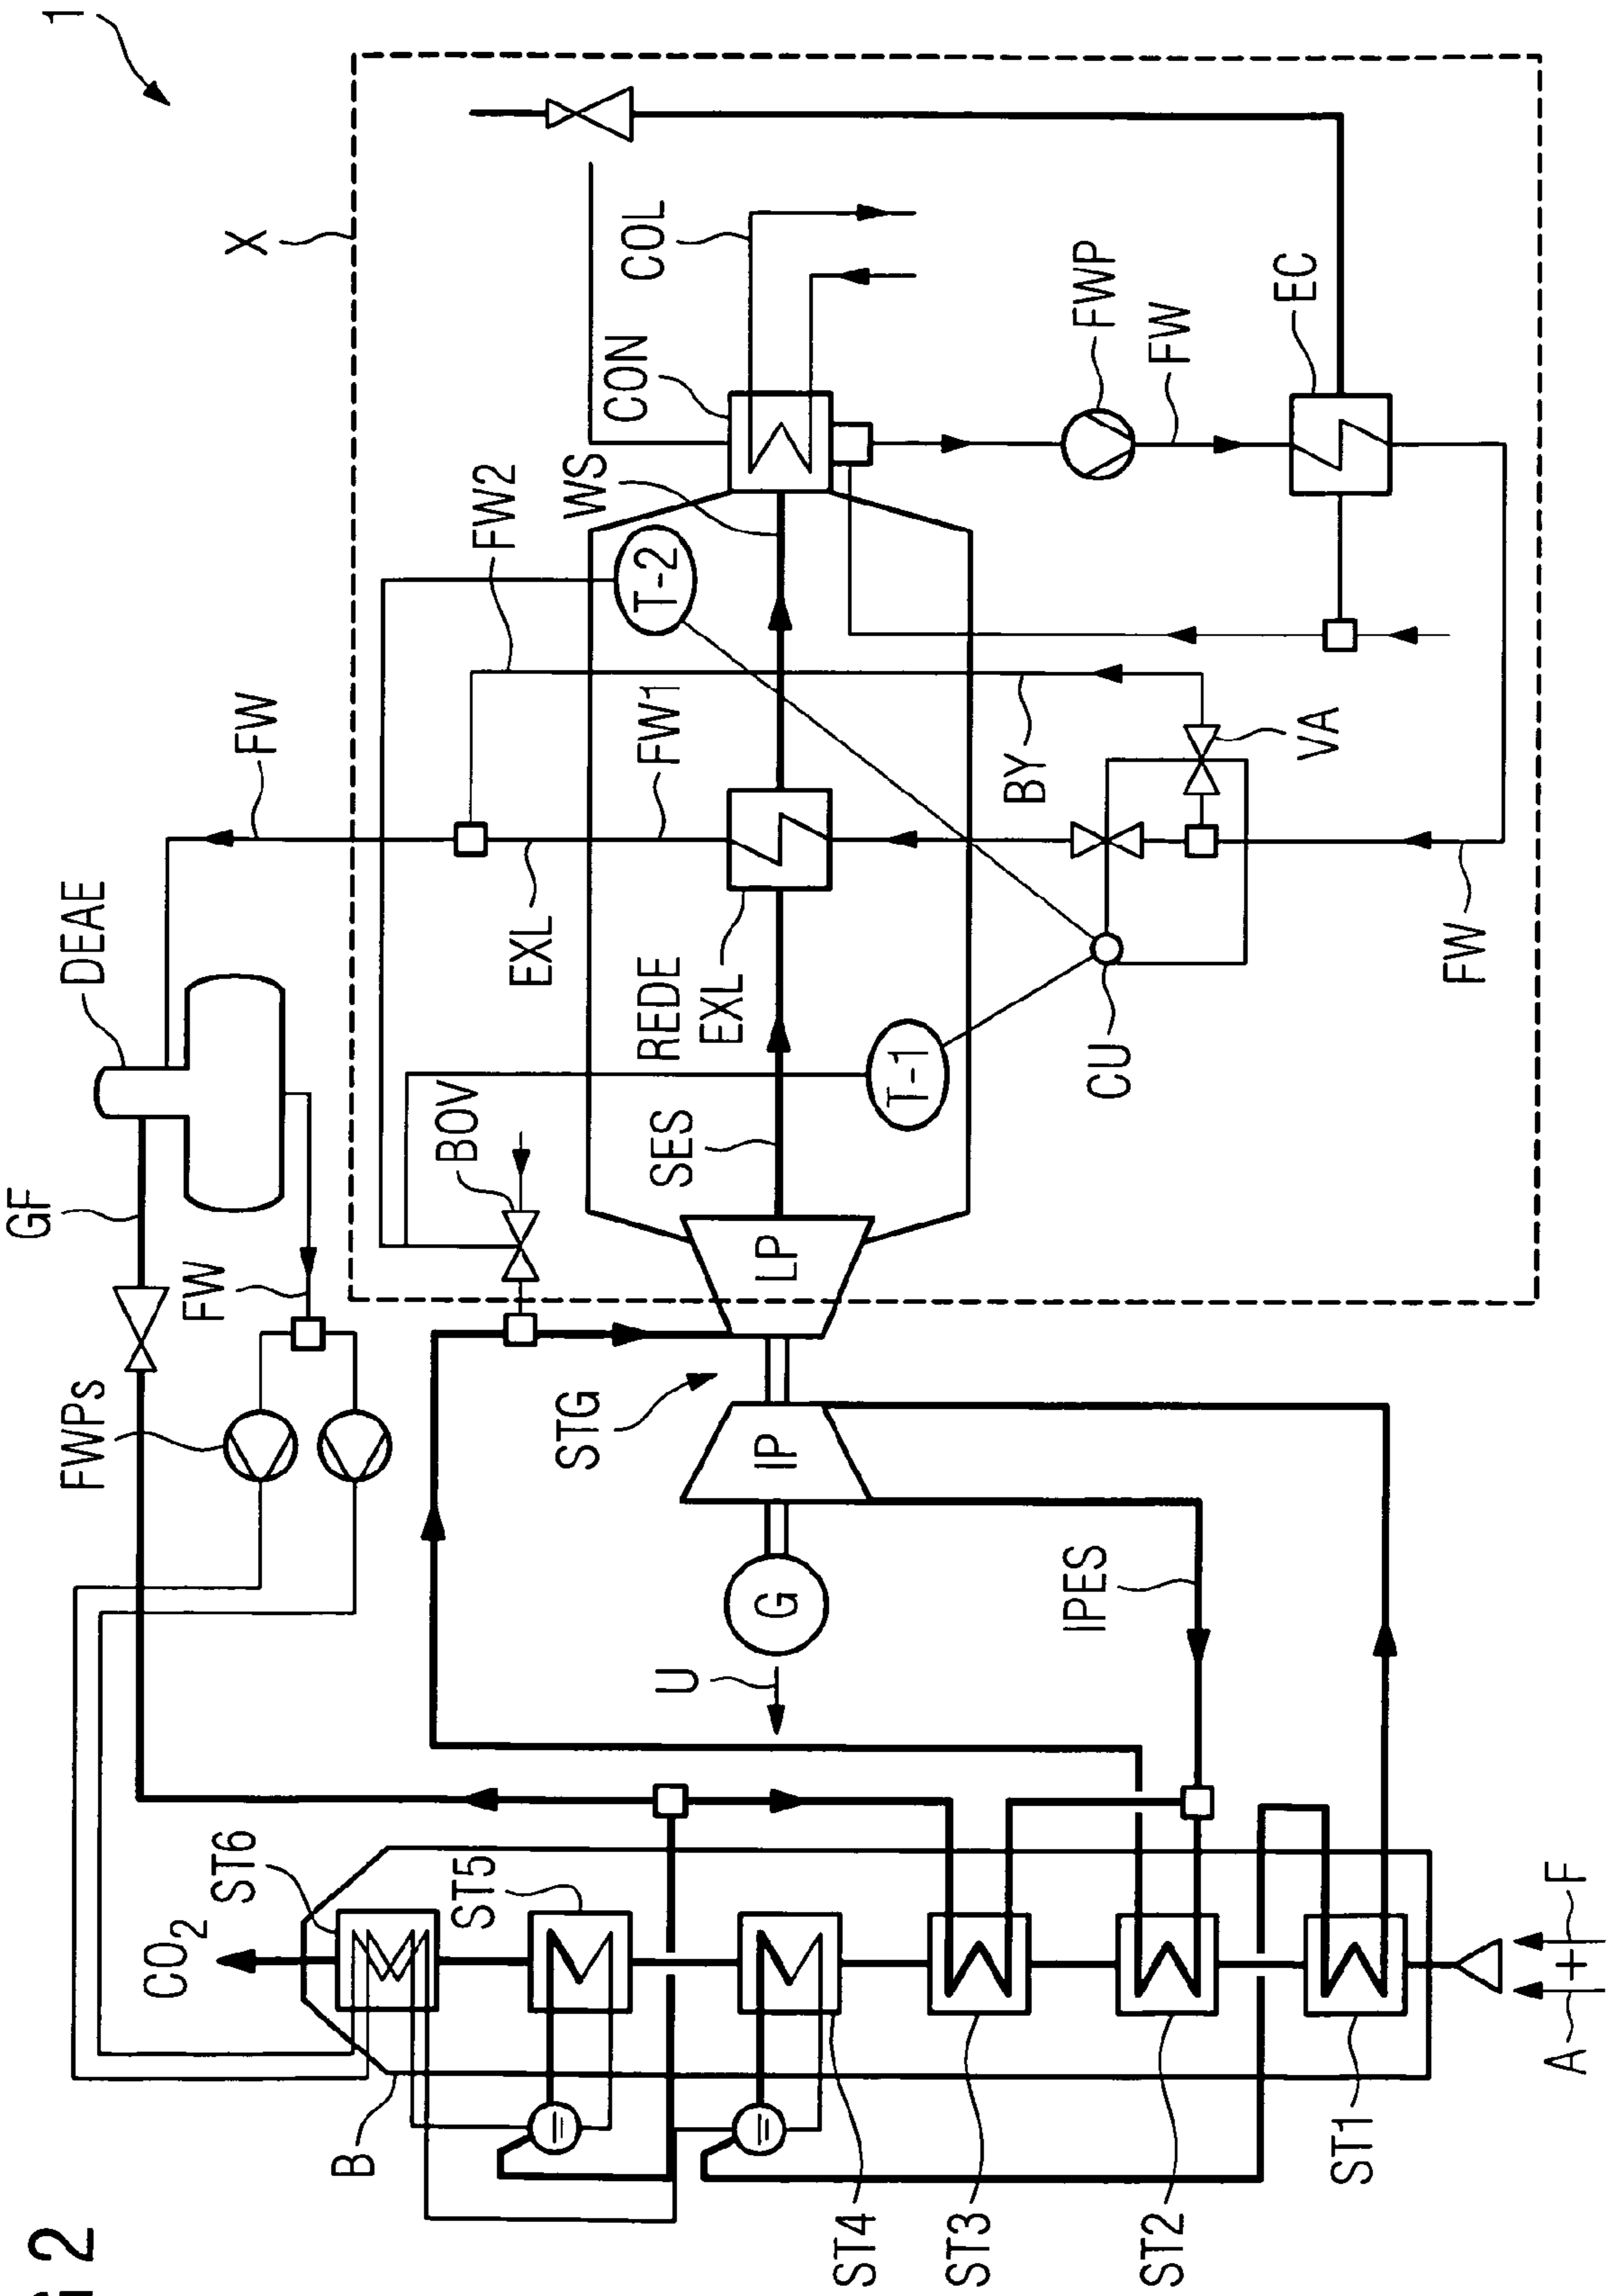 1
X
COL
CON
FWP
FW
EC
WS
FW2
T-2
FW
FW1
BY
VA
DEAE
EXL
REDE
EXL
FW
CU
T-1
BOV
SES
GF
FW
LP
FWPs
STG
IP
IPES
G
U
ST6
ST5
CO2
F
+
A
B
ST1
ST4
ST3
ST2
2